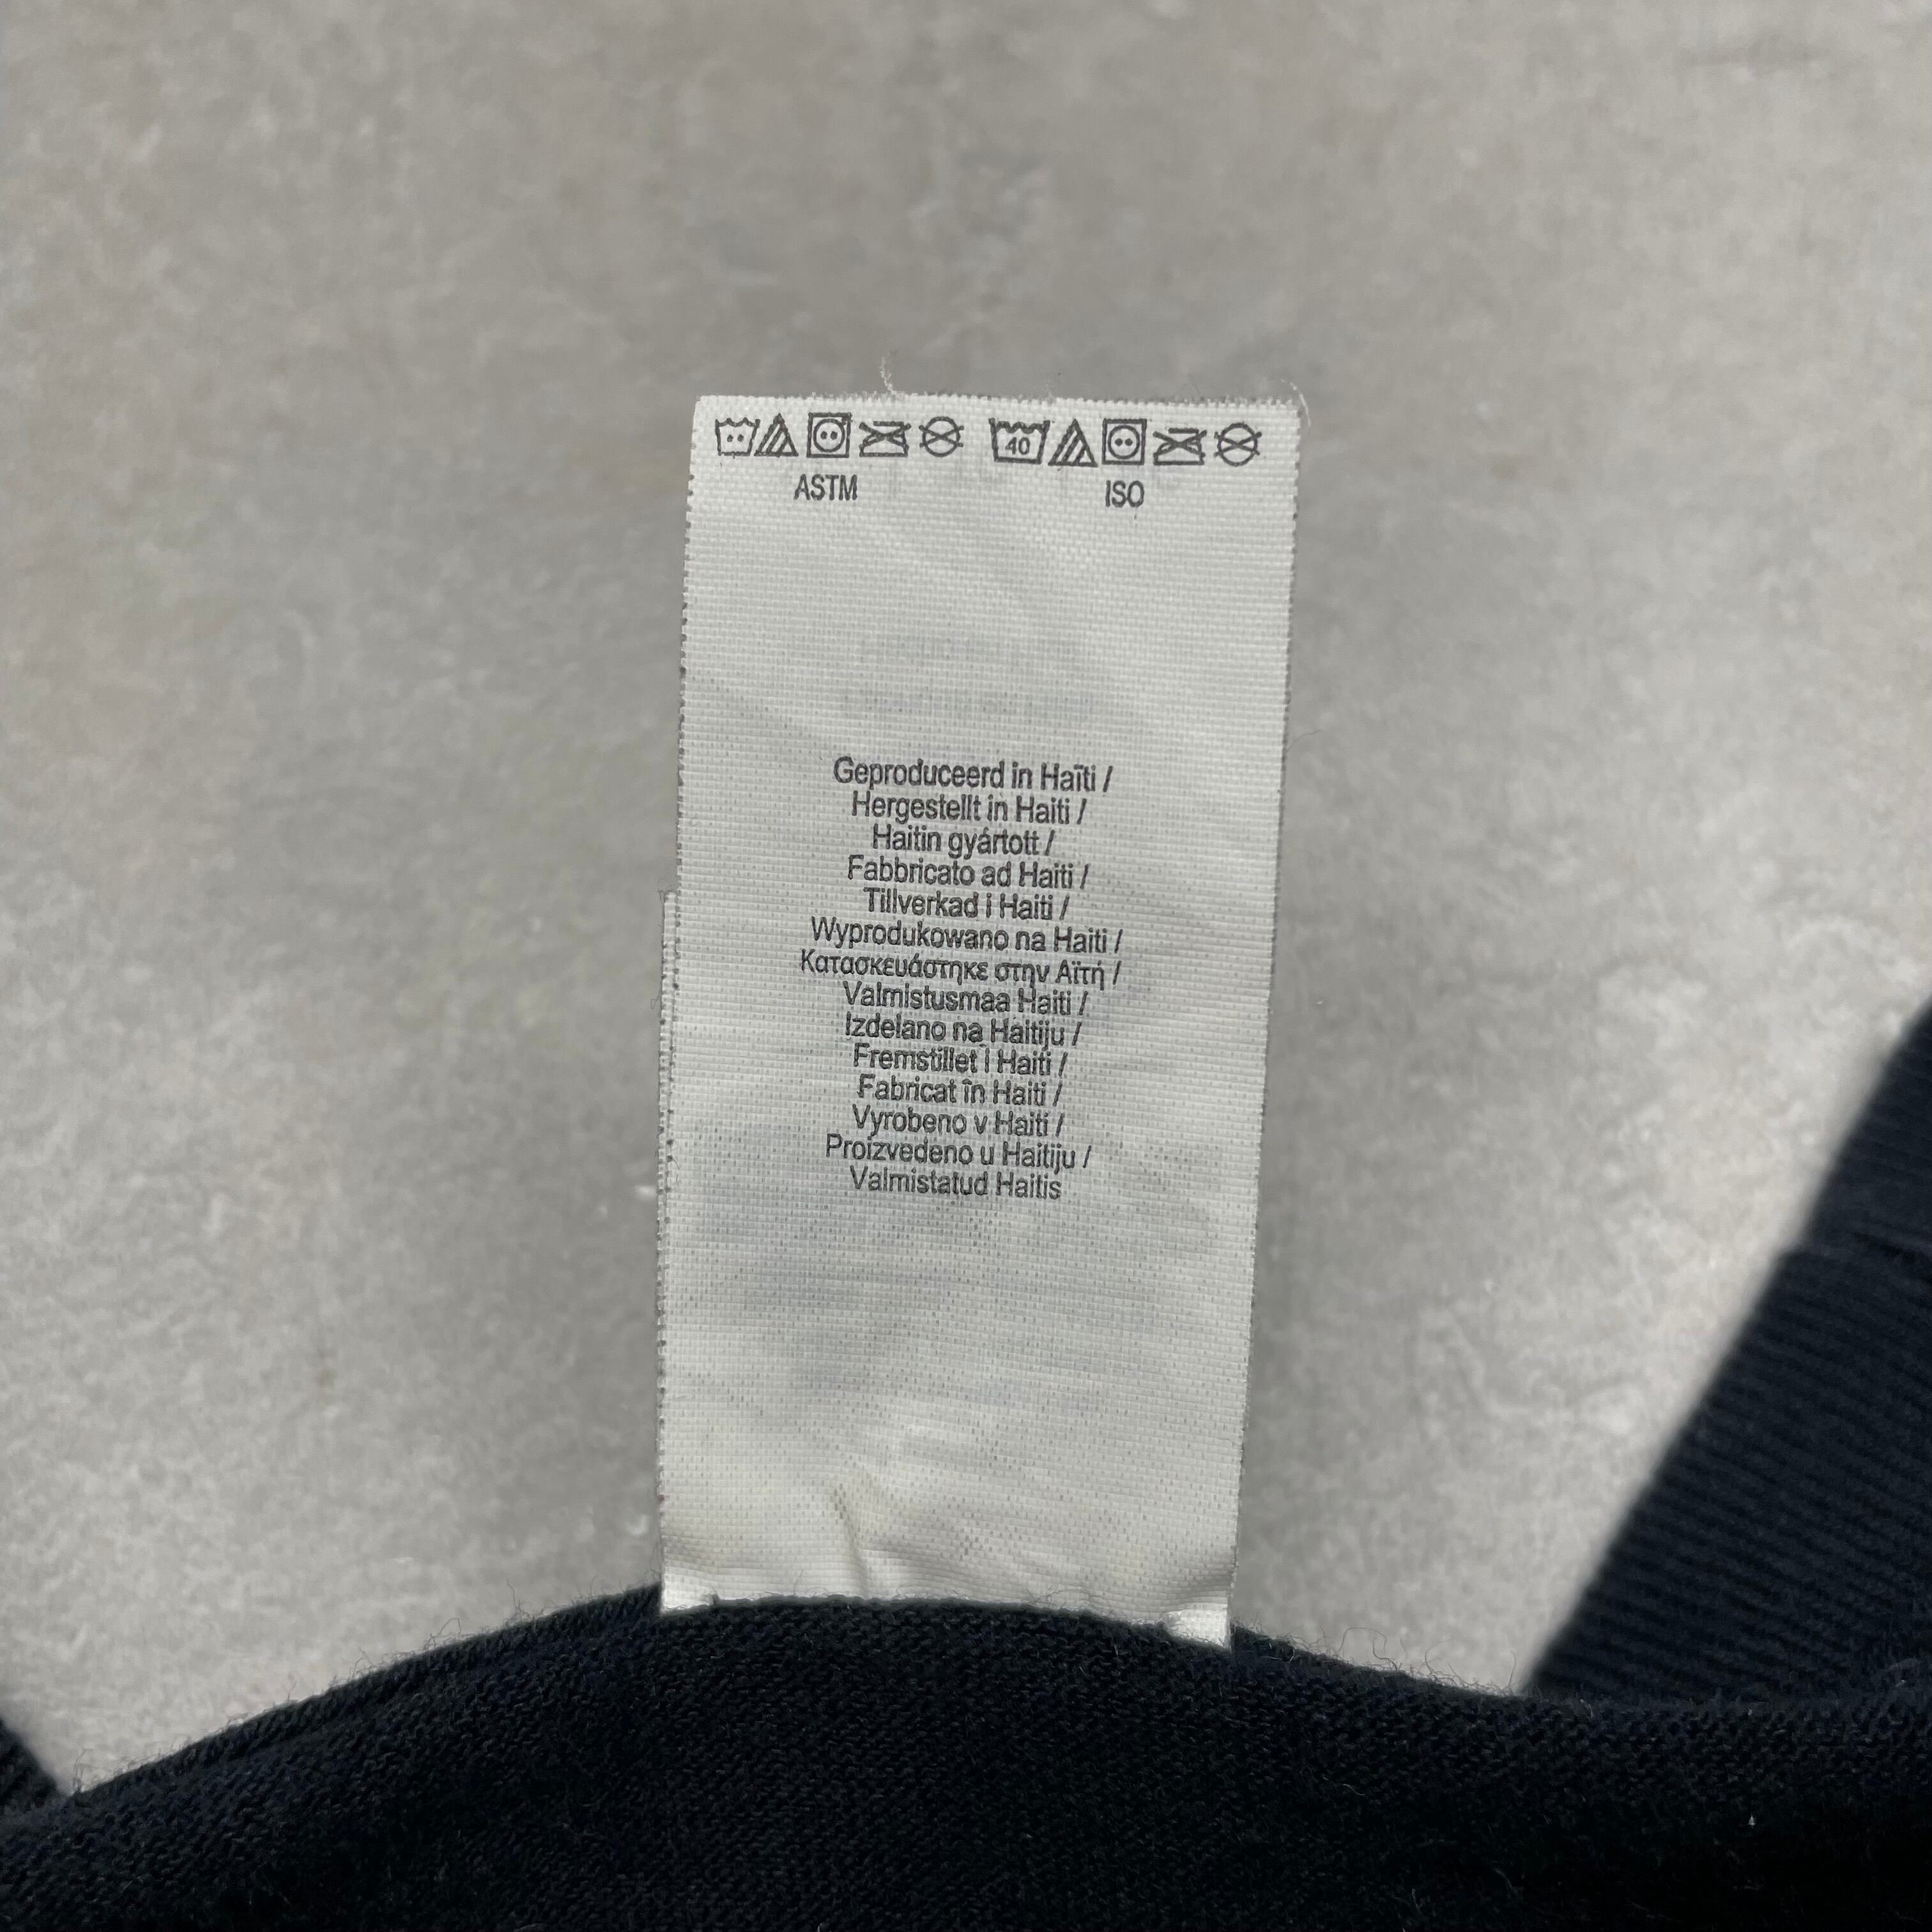 40
ASTM
ISO
Geproduceerd in Haïti /
Hergestellt in Haiti /
Haitin gyártott /
Fabbricato ad Haiti /
Tillverkad i Haiti /
Wyprodukowano na Haiti /
Κατασκευάστηκε στην Αϊτή /
Valmistusmaa Haiti /
Izdelano na Haitiju /
Fremstillet i Haiti /
Fabricat în Haiti /
Vyrobeno v Haiti /
Proizvedeno u Haitiju /
Valmistatud Haitis